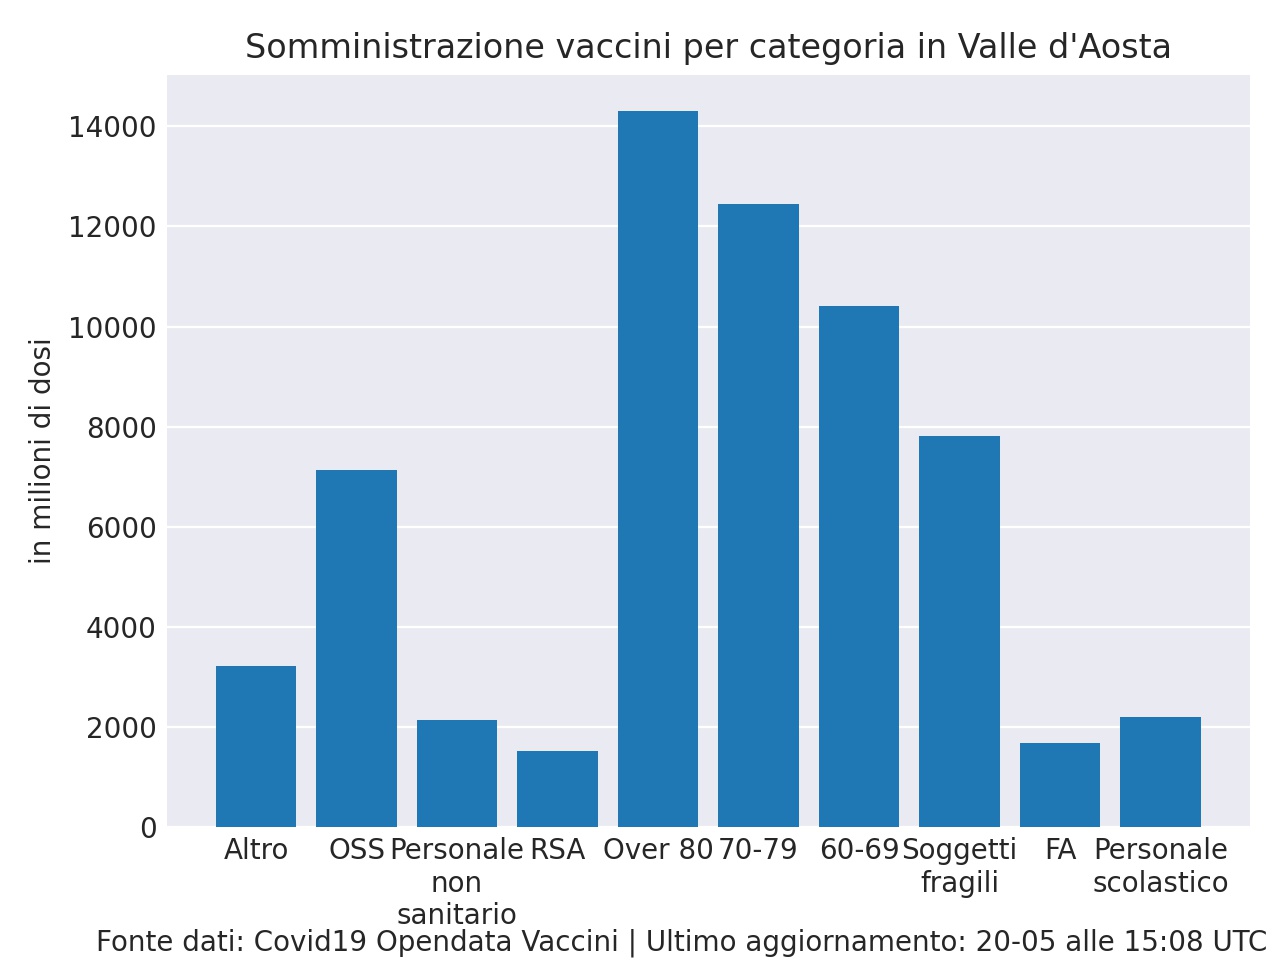 Somministrazione vaccini per categoria in Valle d'Aosta
in milioni di dosi
14000
12000
10000
8000
6000
4000
2000
0
Altro
OSS
Personale
non
sanitario
RSA
Over 80
70-79
60-69
Soggetti
fragili
FA
Personale
scolastico
Fonte dati: Covid19 Opendata Vaccini | Ultimo aggiornamento: 20-05 alle 15:08 UTC